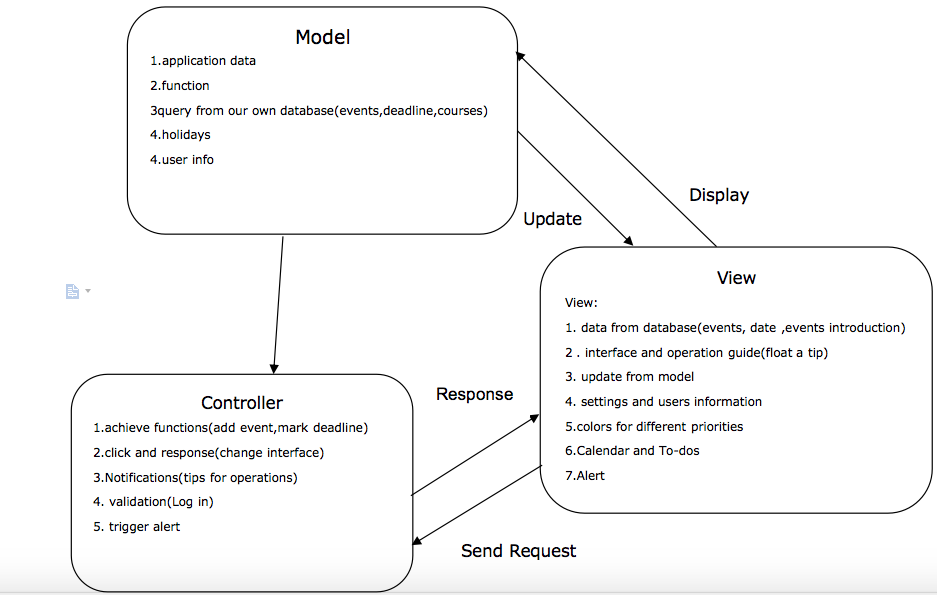 Model
1.application data
2.function
3query from our own database(events,deadline,courses)
4.holidays
4.user info
Display
Update
View
View:
1. data from database(events, date ,events introduction)
2 . interface and operation guide(float a tip)
3. update from model
4. settings and users information
5.colors for different priorities
6.Calendar and To-dos
7.Alert
Response
Controller
1.achieve functions(add event,mark deadline)
2.click and response(change interface)
3.Notifications(tips for operations)
4. validation(Log in)
5. trigger alert
Send Request